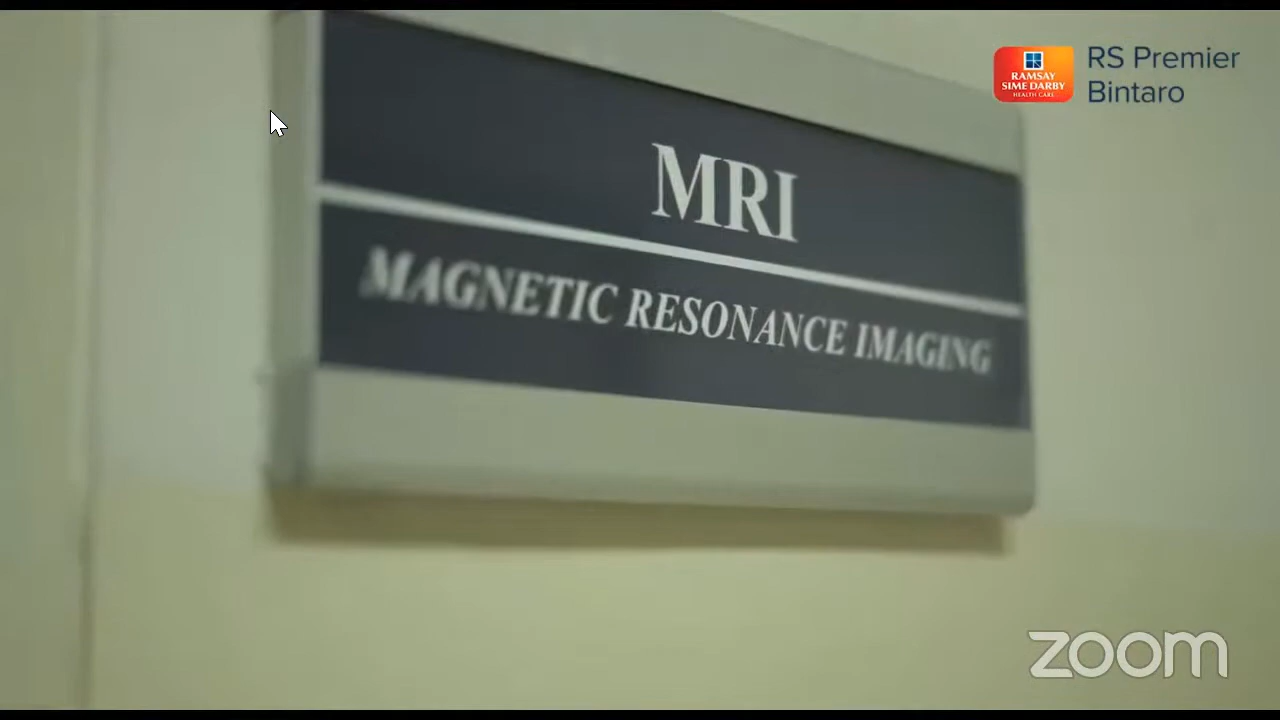 RAMSAY
SIME DARBY
HEALTH CARE
RS Premier
Bintaro
MRI
MAGNETIC RESONANCE IMAGING
zoom